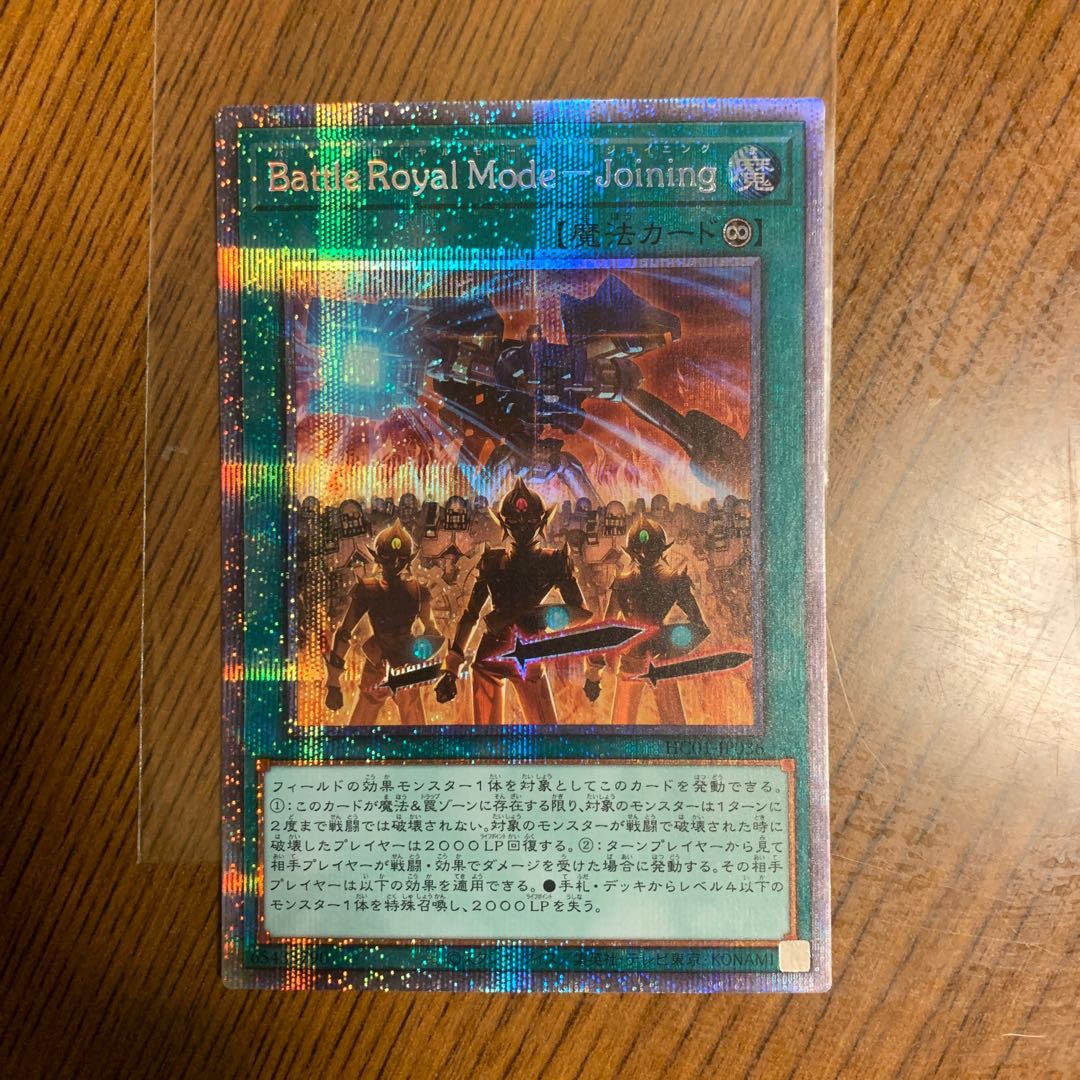 Battle Royal Mode－Joining 魔
【魔法カード∞】
HC01-JP036
フィールドの効果モンスター1体を対象としてこのカードを発動できる。
①:このカードが魔法&罠ゾーンに存在する限り、対象のモンスターは1ターンに
2度まで戦闘では破壊されない。対象のモンスターが戦闘で破壊された時に
破壊したプレイヤーは2000LP回復する。②:ターンプレイヤーから見て
相手プレイヤーが戦闘・効果でダメージを受けた場合に発動する。その相手
プレイヤーは以下の効果を適用できる。●手札・デッキからレベル4以下の
モンスター1体を特殊召喚し、2000LPを失う。
集英社・テレビ東京・KONAMI